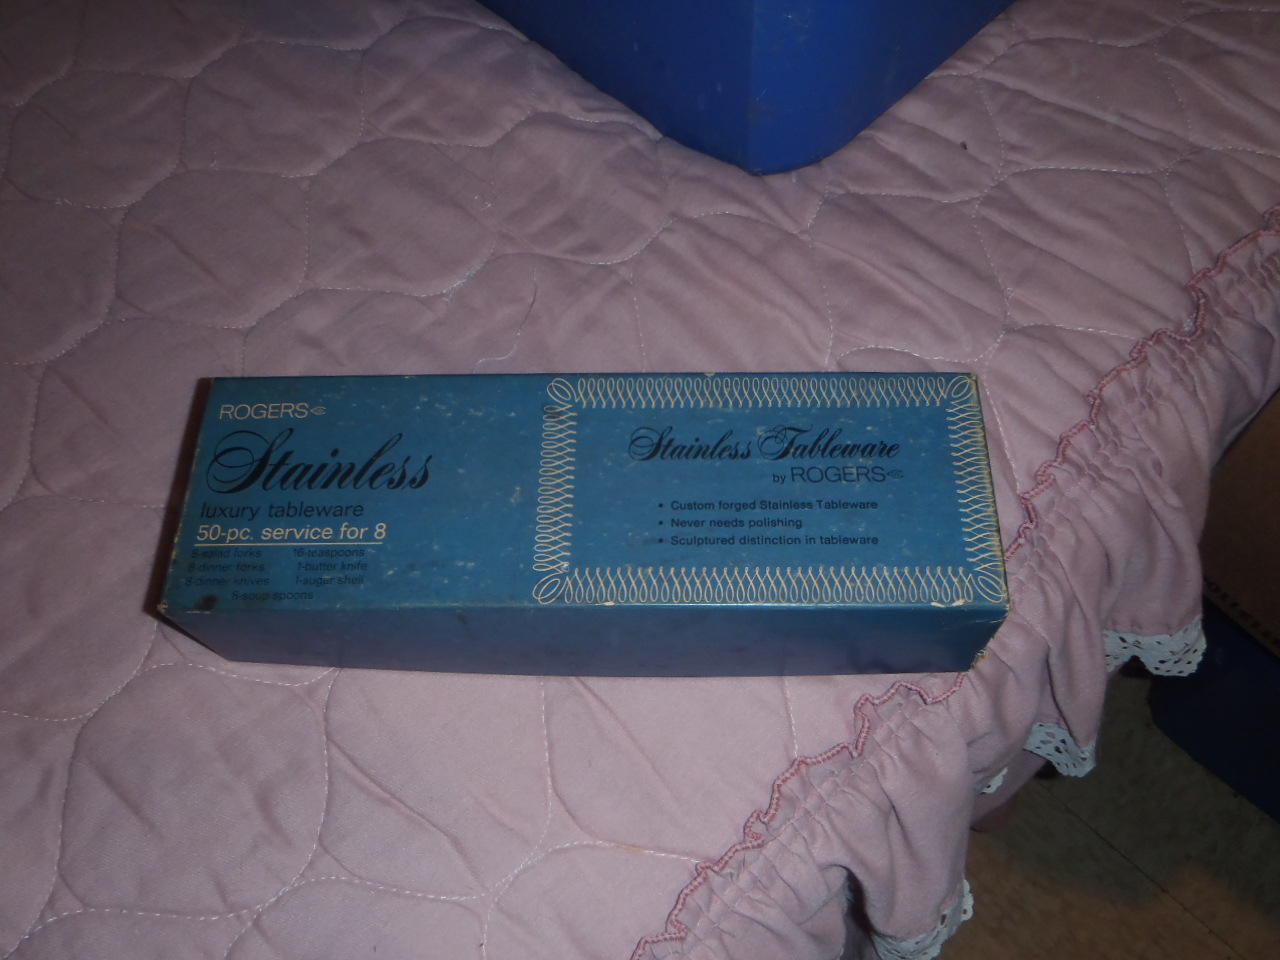 ROGERS
Stainless
luxury tableware
50-pc. service for 8
8-salad forks 16-teaspoons
8-dinner forks 1-butter knife
8-dinner knives 1-sugar shell
8-soup spoons
Stainless Tableware
by ROGERS
• Custom forged Stainless Tableware
• Never needs polishing
• Sculptured distinction in tableware